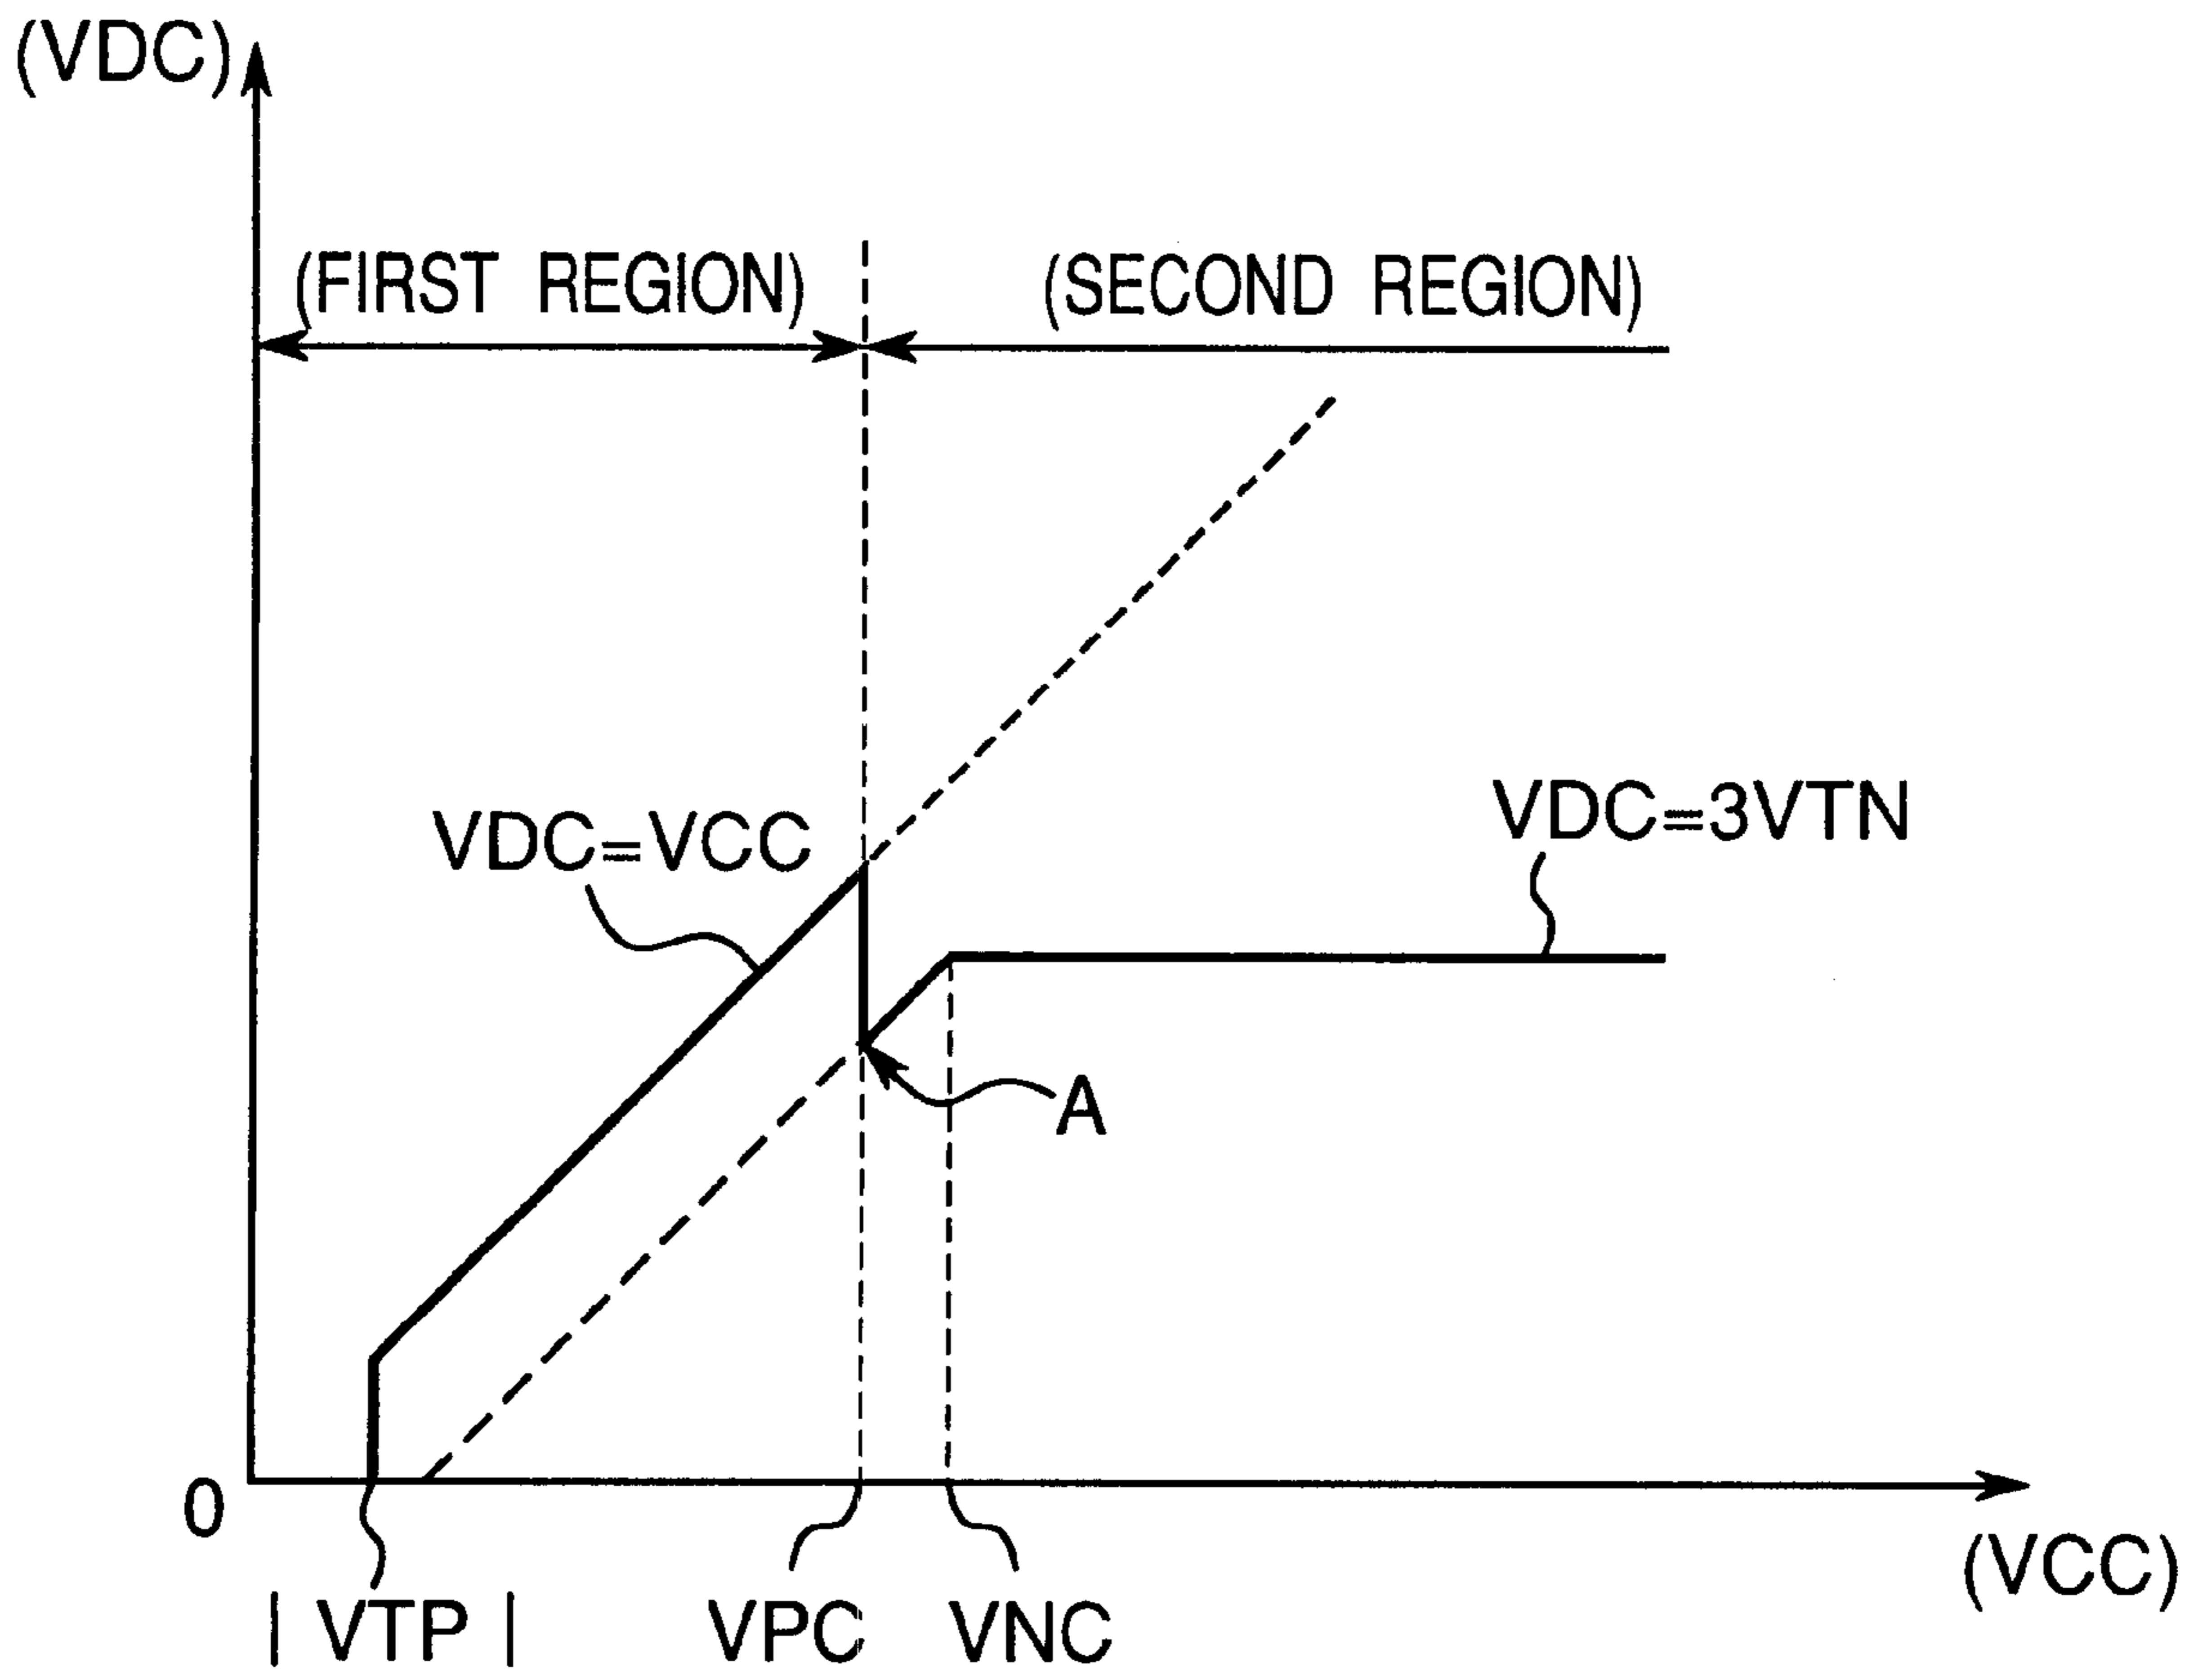 (VDC)
(FIRST REGION)
(SECOND REGION)
VDC=VCC
VDC=3VTN
A
0
(VCC)
| VTP |
VPC
VNC